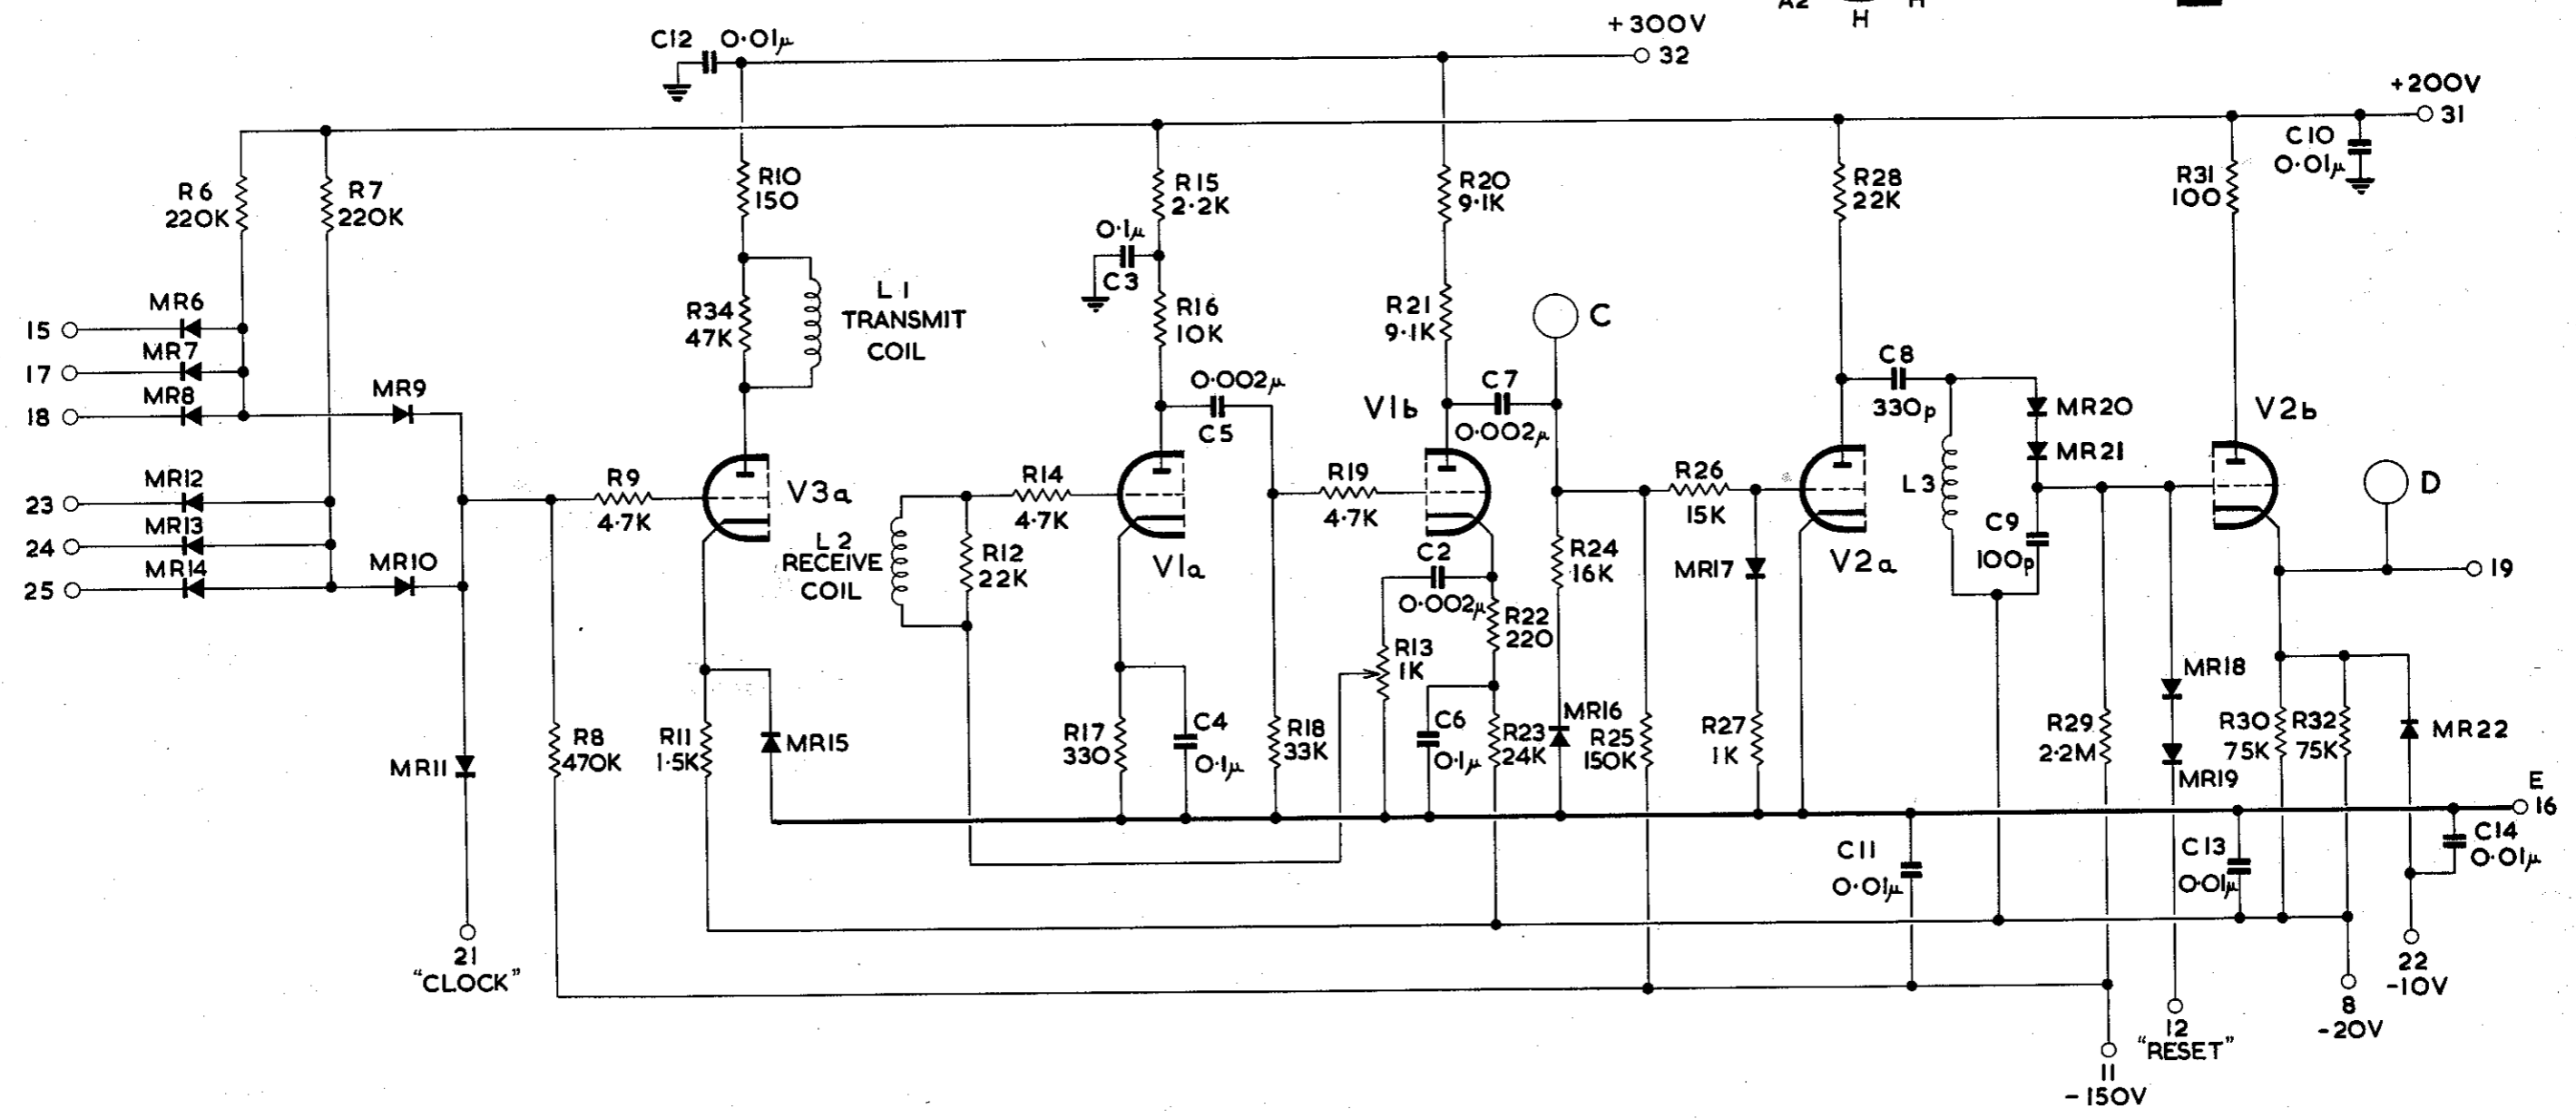 A2
H
H
C12 0·01μ
+300V
32
+200V
31
C10
0·01μ
R6
220K
R7
220K
R10
150
R15
2·2K
R20
9·1K
R28
22K
R31
100
0·1μ
C3
R34
47K
L1
TRANSMIT
COIL
R16
10K
R21
9·1K
C
15
MR6
17
MR7
18
MR8
MR9
0·002μ
C5
V1b
C7
0·002μ
C8
330p
MR20
MR21
V2b
23
MR12
24
MR13
25
MR14
MR10
R9
4·7K
V3a
L2
RECEIVE
COIL
R12
22K
R14
4·7K
V1a
R19
4·7K
C2
0·002μ
R22
220
R24
16K
R26
15K
MR17
V2a
L3
C9
100p
D
19
R13
1K
MR11
R8
470K
R11
1·5K
MR15
R17
330
C4
0·1μ
R18
33K
C6
0·1μ
R23
24K
MR16
R25
150K
R27
1K
R29
2·2M
MR18
MR19
R30
75K
R32
75K
MR22
E
16
C11
0·01μ
C13
0·01μ
C14
0·01μ
21
“CLOCK”
11
-150V
12
“RESET”
8
-20V
22
-10V